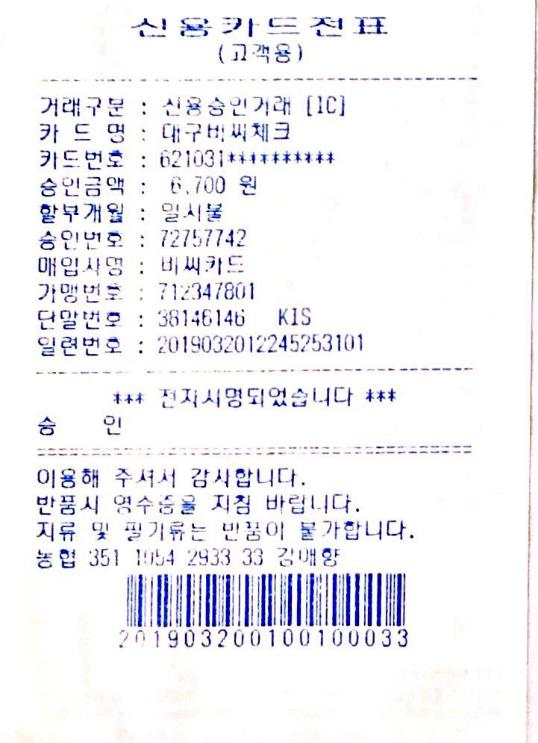 신용카드전표
(고객용)
거래구분 : 신용승인거래 [IC]
카 드 명 : 대구비씨체크
카드번호 : 621031**********
승인금액 : 6,700 원
할부개월 : 일시불
승인번호 : 72757742
매입사명 : 비씨카드
가맹번호 : 712347801
단말번호 : 38146146 KIS
일련번호 : 2019032012245253101
*** 전자서명되었습니다 ***
승 인
이용해 주셔서 감사합니다.
반품시 영수증을 지침 바랍니다.
지류 및 필기류는 반품이 불가합니다.
농협 351 1054 2933 33 김애향
201903200100100033